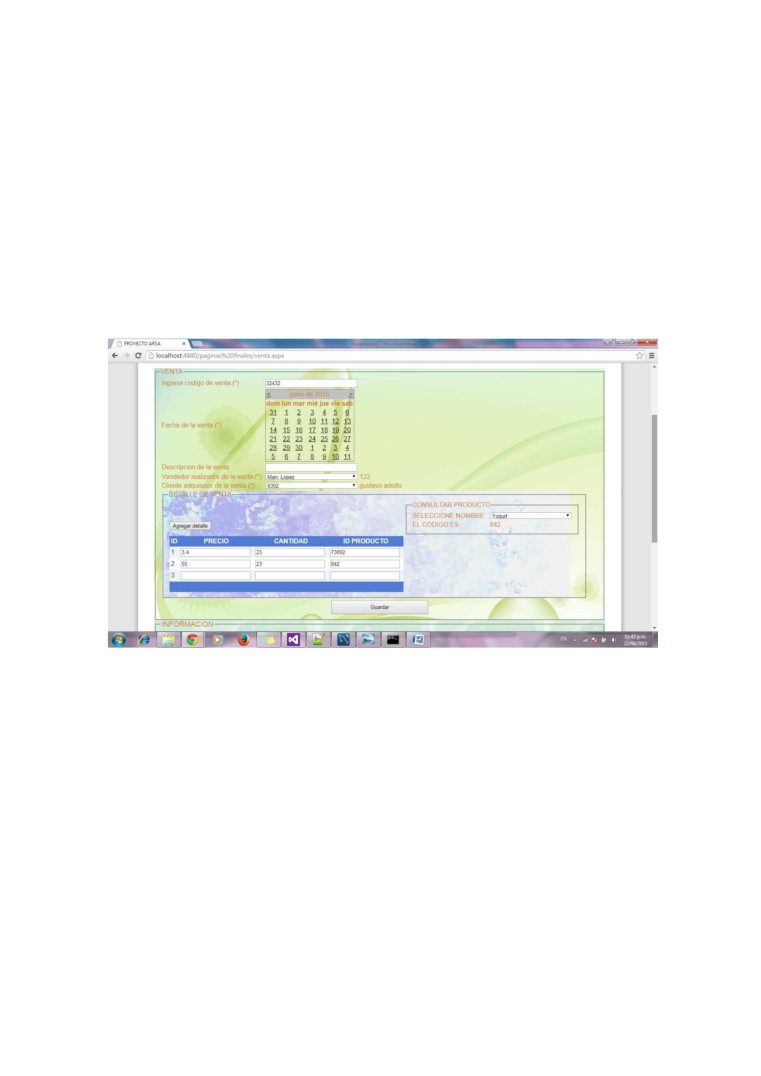 PROYECTO ARSA
localhost:4880/paginas%20finales/venta.aspx
VENTA
Ingrese codigo de venta (*) 32432
< junio de 2015 >
dom lun mar mié jue vie sáb
31 1 2 3 4 5 6
7 8 9 10 11 12 13
14 15 16 17 18 19 20
21 22 23 24 25 26 27
28 29 30 1 2 3 4
5 6 7 8 9 10 11
Fecha de la venta (*)
Descripcion de la venta
Vendedor realizador de la venta (*) Mary Lopez 122
Cliente adquisisor de la venta (*) 8392 gustavo adolfo
DETALLE DE VENTA
CONSULTAR PRODUCTO
SELECCIONE NOMBRE Yogurt
EL CODIGO ES 842
Agregar detalle
ID PRECIO CANTIDAD ID PRODUCTO
1 3.4 23 73892
2 55 23 842
3
Guardar
INFORMACION
EN 11:47 p.m.
27/06/2015